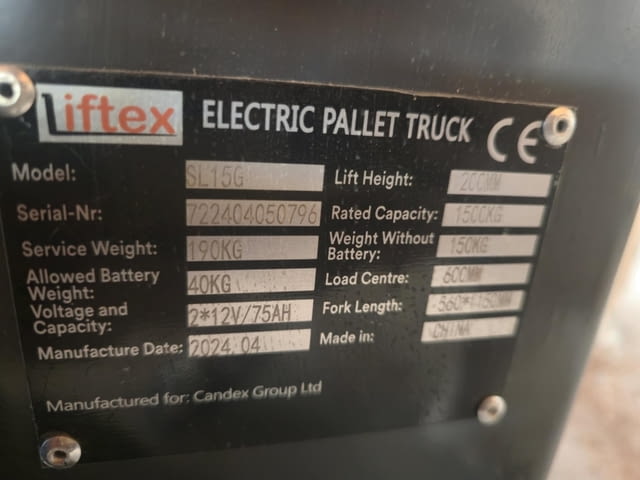 Liftex ELECTRIC PALLET TRUCK CE
Model: SL15G Lift Height: 200MM
Serial-Nr: 722404050796 Rated Capacity: 1500KG
Service Weight: 190KG Weight Without Battery: 150KG
Allowed Battery Weight: 40KG Load Centre: 600MM
Voltage and Capacity: 2*12V/75AH Fork Length: 560*1150MM
Manufacture Date: 2024.04 Made in: CHINA
Manufactured for: Candex Group Ltd